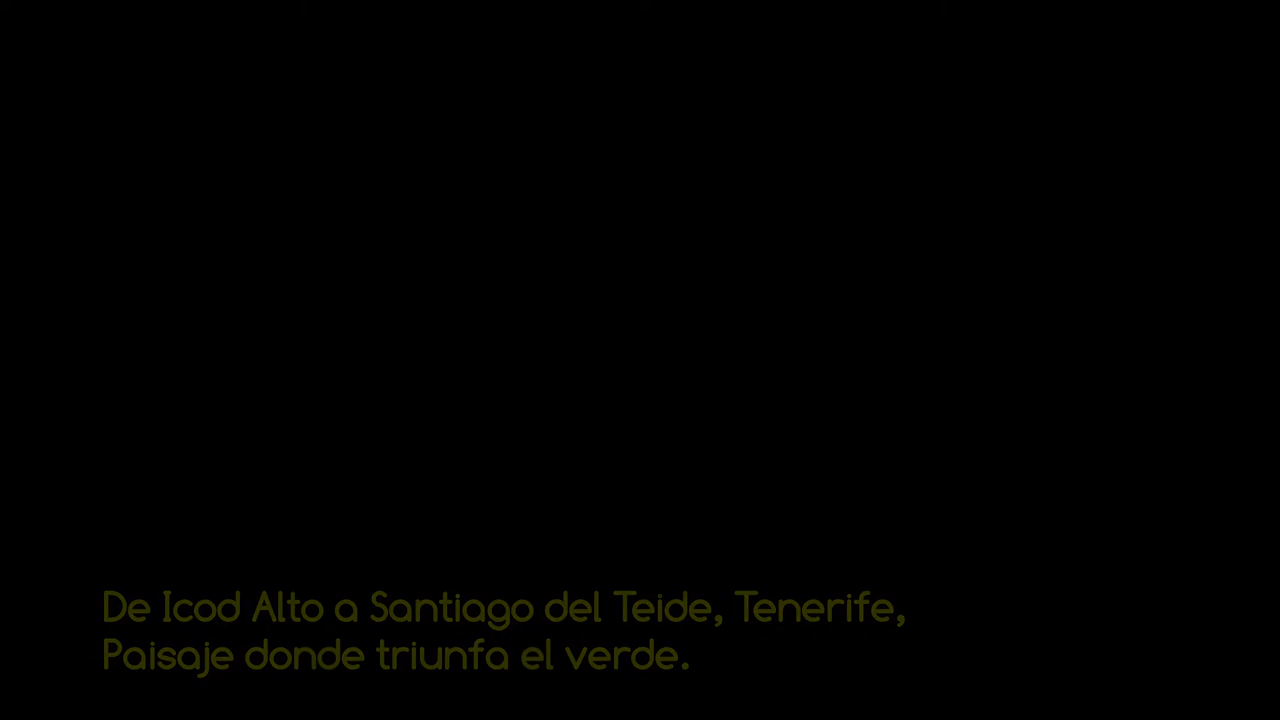 De Icod Alto a Santiago del Teide, Tenerife,
Paisaje donde triunfa el verde.